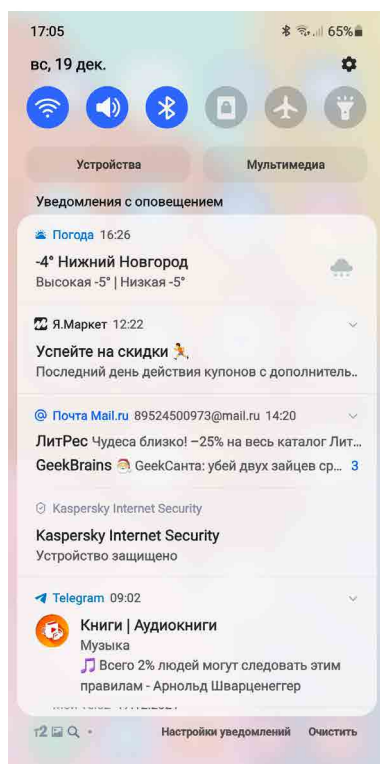 17:05 65%
вс, 19 дек.
Устройства Мультимедиа
Уведомления с оповещением
Погода 16:26
-4° Нижний Новгород
Высокая -5° | Низкая -5°
Я.Маркет 12:22
Успейте на скидки
Последний день действия купонов с дополнитель..
Почта Mail.ru 89524500973@mail.ru 14:20
ЛитРес Чудеса близко! −25% на весь каталог Лит...
GeekBrains GeekСанта: убей двух зайцев ср... 3
Kaspersky Internet Security
Kaspersky Internet Security
Устройство защищено
Telegram 09:02
Книги | Аудиокниги
Музыка
Всего 2% людей могут следовать этим
правилам - Арнольд Шварценеггер
т2 Настройки уведомлений Очистить